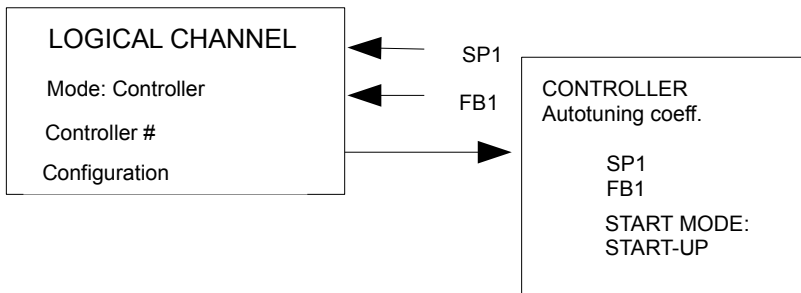 LOGICAL CHANNEL
Mode: Controller
Controller #
Configuration
SP1
FB1
CONTROLLER
Autotuning coeff.
SP1
FB1
START MODE:
START-UP